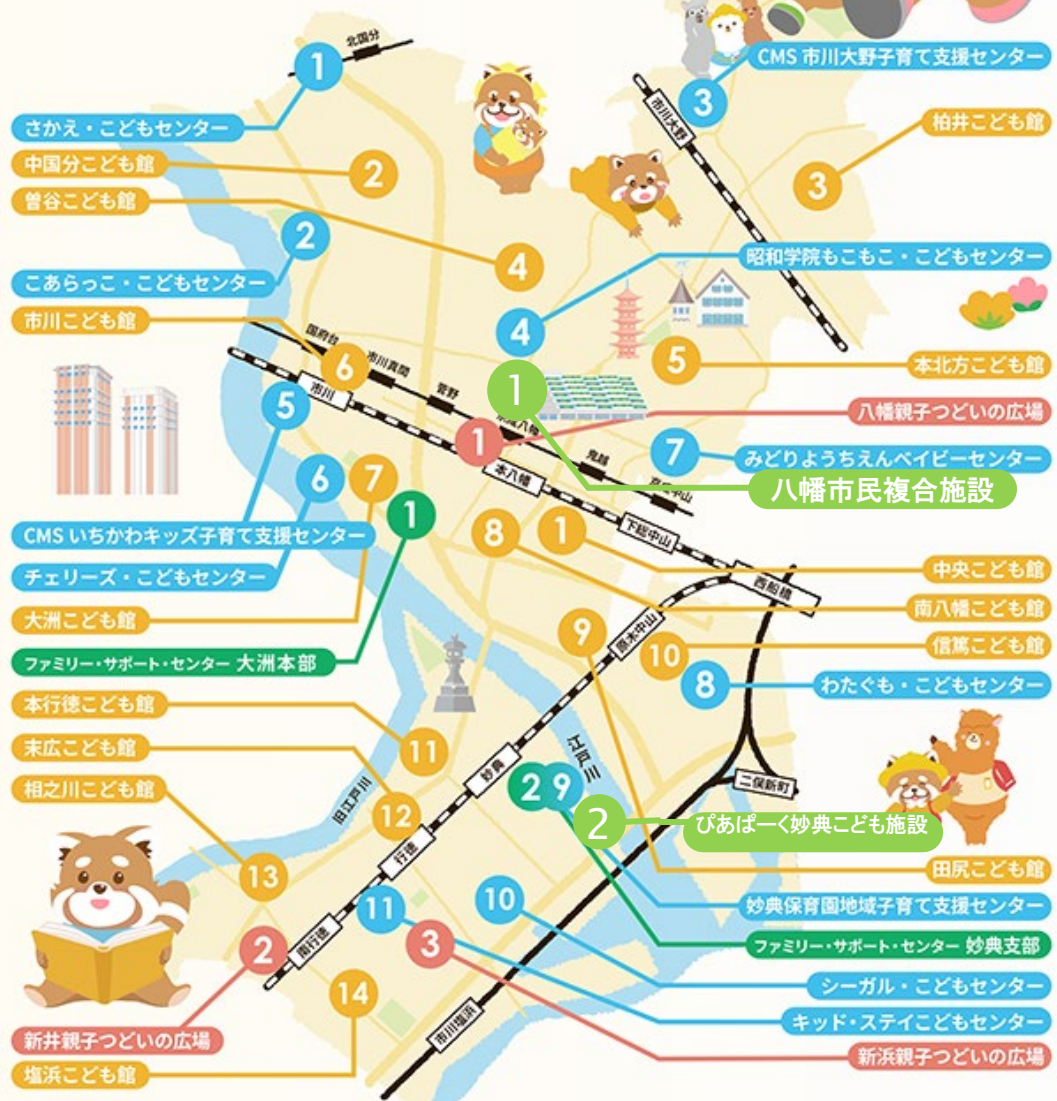 北国分
1
CMS 市川大野子育て支援センター
3
市川大野
さかえ・こどもセンター
柏井こども館
中国分こども館
2
3
曽谷こども館
2
4
昭和学院もこもこ・こどもセンター
こあらっこ・こどもセンター
市川こども館
4
国府台
市川真間
6
5
本北方こども館
菅野
1
市川
5
八幡親子つどいの広場
1
鬼越
7
みどりようちえんベイビーセンター
本八幡
八幡市民複合施設
6
7
1
8
1
下総中山
CMS いちかわキッズ子育て支援センター
チェリーズ・こどもセンター
中央こども館
西船橋
南八幡こども館
大洲こども館
9
原木中山
10
信篤こども館
ファミリー・サポート・センター 大洲本部
8
わたぐも・こどもセンター
本行徳こども館
末広こども館
11
江戸川
妙典
相之川こども館
旧江戸川
2
9
二俣新町
12
2
ぴあぱーく妙典こども施設
行徳
13
田尻こども館
11
10
妙典保育園地域子育て支援センター
2
南行徳
3
ファミリー・サポート・センター 妙典支部
14
シーガル・こどもセンター
市川塩浜
キッド・ステイこどもセンター
新井親子つどいの広場
新浜親子つどいの広場
塩浜こども館